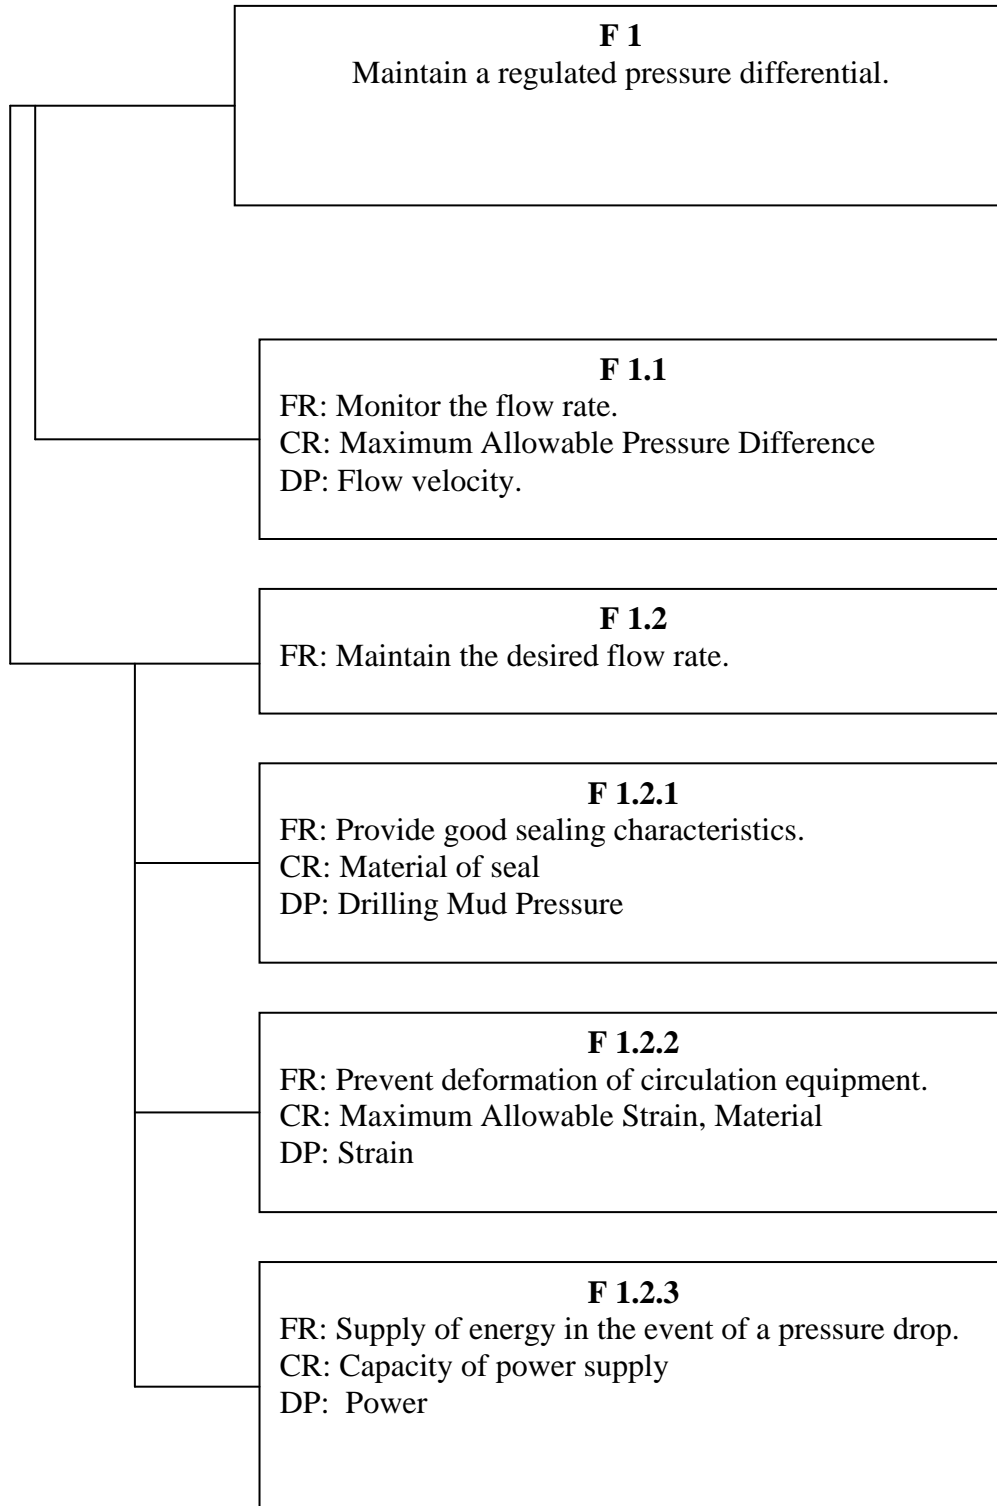 F 1
Maintain a regulated pressure differential.
F 1.1
FR: Monitor the flow rate.
CR: Maximum Allowable Pressure Difference
DP: Flow velocity.
F 1.2
FR: Maintain the desired flow rate.
F 1.2.1
FR: Provide good sealing characteristics.
CR: Material of seal
DP: Drilling Mud Pressure
F 1.2.2
FR: Prevent deformation of circulation equipment.
CR: Maximum Allowable Strain, Material
DP: Strain
F 1.2.3
FR: Supply of energy in the event of a pressure drop.
CR: Capacity of power supply
DP:  Power